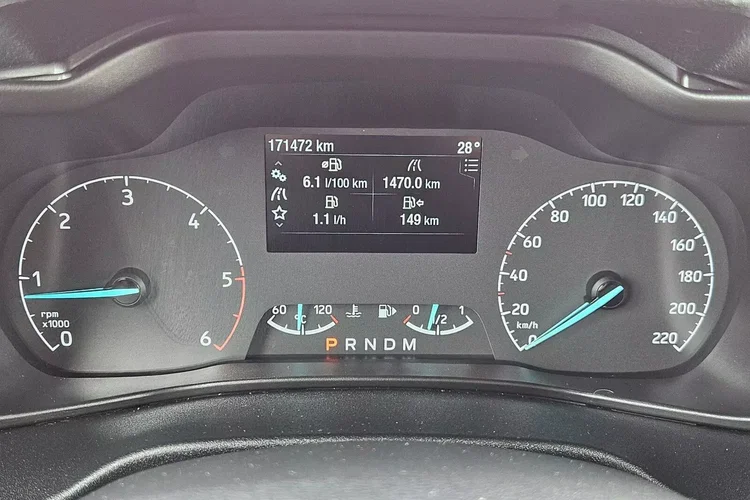 171472 km 28°
6.1 l/100 km 1470.0 km
1.1 l/h 149 km
0 1 2 3 4 5 6
rpm
x1000
60 °C 120
0 1/2 1
P R N D M
0 20 40 60 80 100 120 140 160 180 200 220
km/h